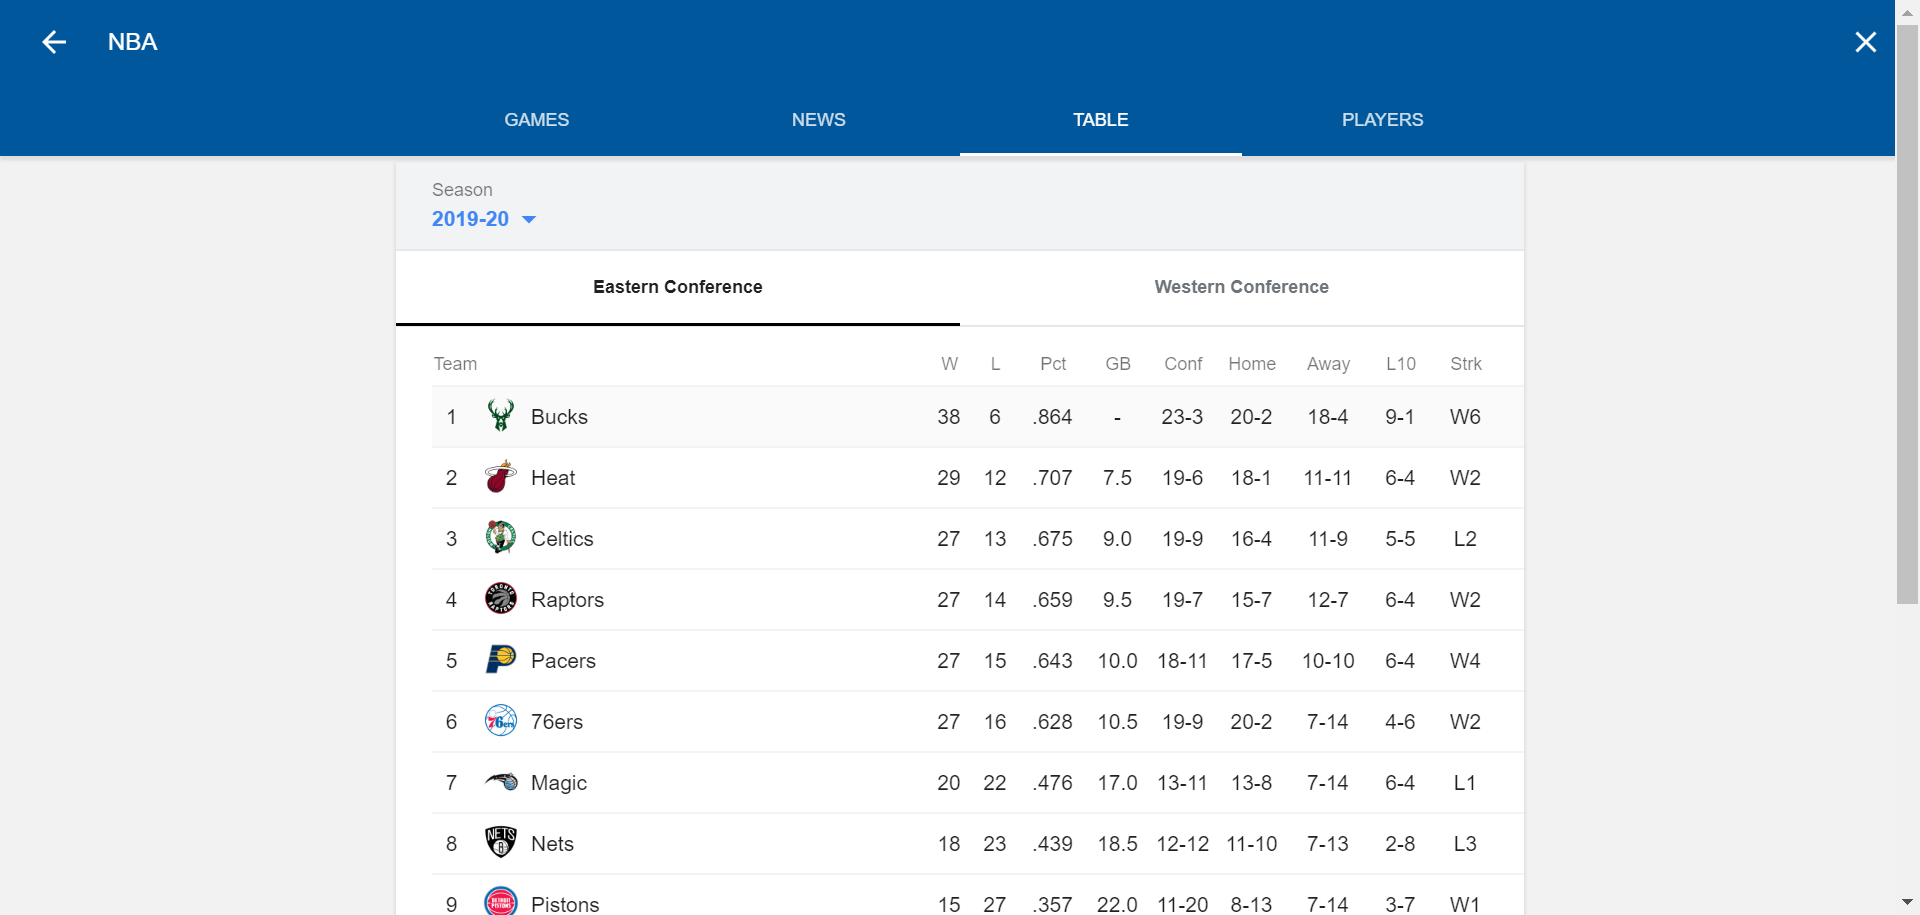 NBA
GAMES NEWS TABLE PLAYERS
Season
2019-20
Eastern Conference Western Conference
Team W L Pct GB Conf Home Away L10 Strk
1 Bucks 38 6 .864 - 23-3 20-2 18-4 9-1 W6
2 Heat 29 12 .707 7.5 19-6 18-1 11-11 6-4 W2
3 Celtics 27 13 .675 9.0 19-9 16-4 11-9 5-5 L2
4 Raptors 27 14 .659 9.5 19-7 15-7 12-7 6-4 W2
5 Pacers 27 15 .643 10.0 18-11 17-5 10-10 6-4 W4
6 76ers 27 16 .628 10.5 19-9 20-2 7-14 4-6 W2
7 Magic 20 22 .476 17.0 13-11 13-8 7-14 6-4 L1
8 NETS B Nets 18 23 .439 18.5 12-12 11-10 7-13 2-8 L3
9 DETROIT PISTONS Pistons 15 27 .357 22.0 11-20 8-13 7-14 3-7 W1